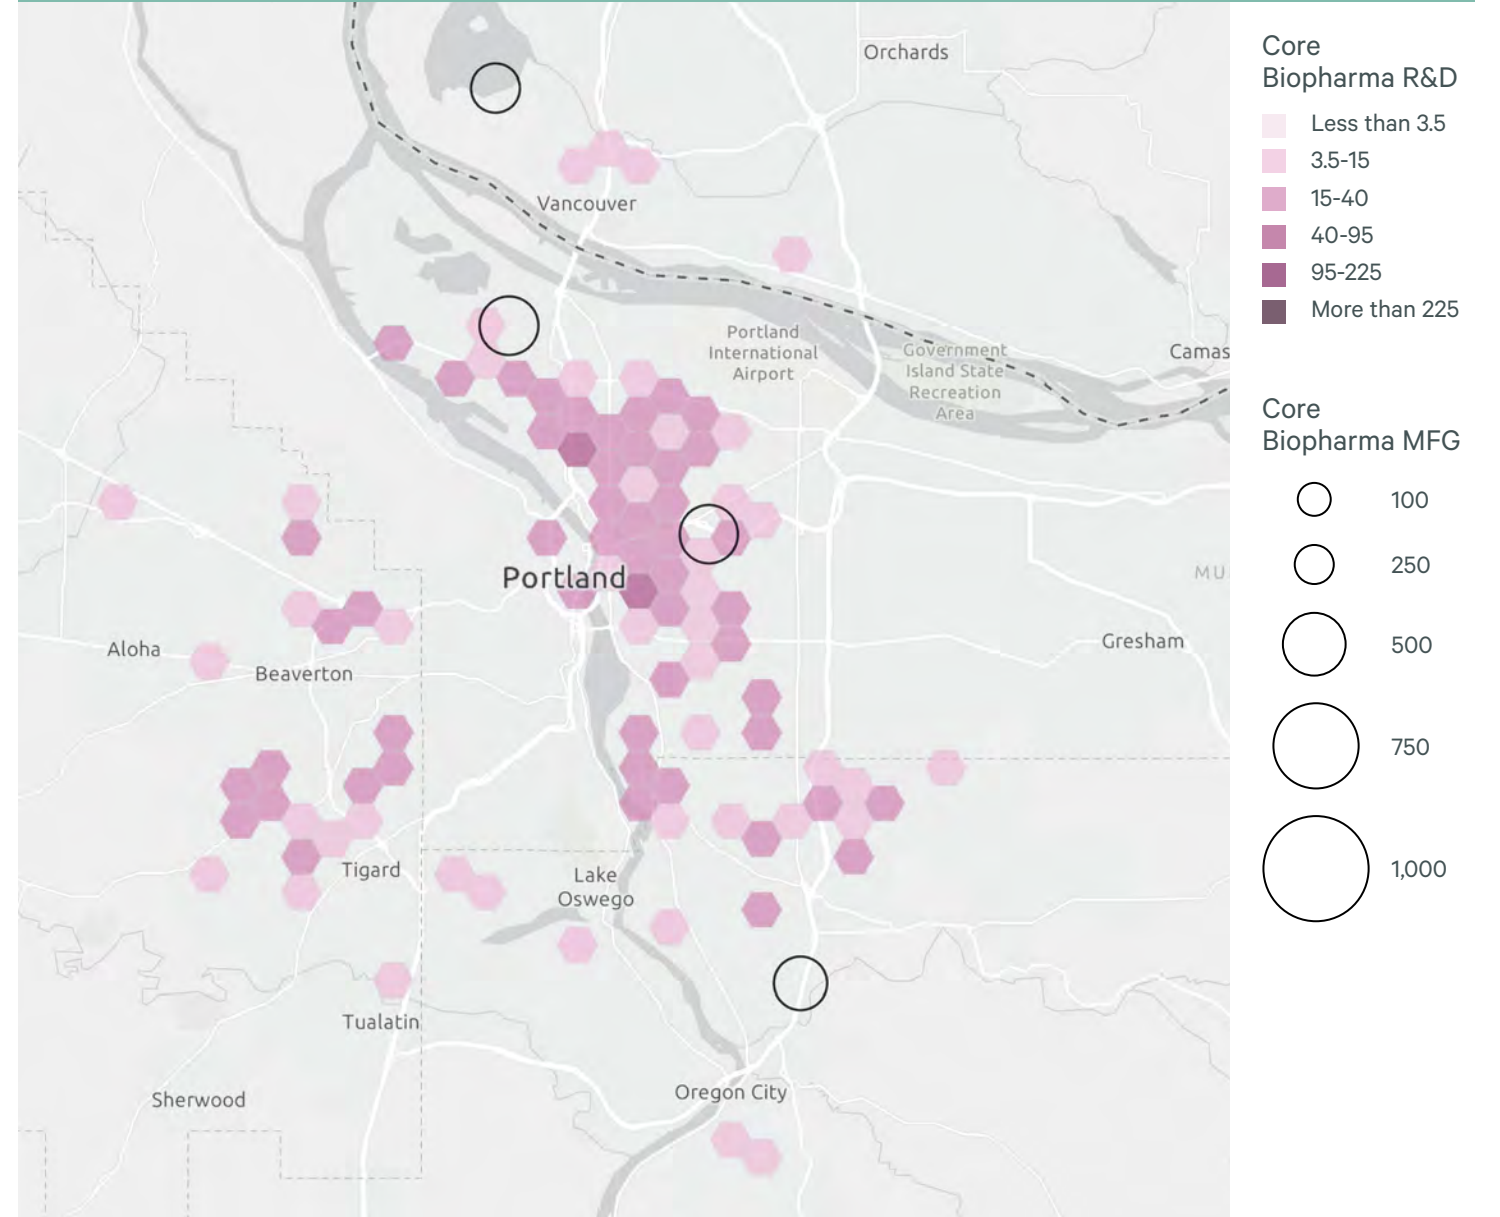 Orchards
Vancouver
Portland
International
Airport
Government
Island State
Recreation
Area
Camas
Portland
MU
Aloha
Beaverton
Gresham
Tigard
Lake
Oswego
Tualatin
Oregon City
Sherwood
Core
Biopharma R&D
Less than 3.5
3.5-15
15-40
40-95
95-225
More than 225
Core
Biopharma MFG
100
250
500
750
1,000